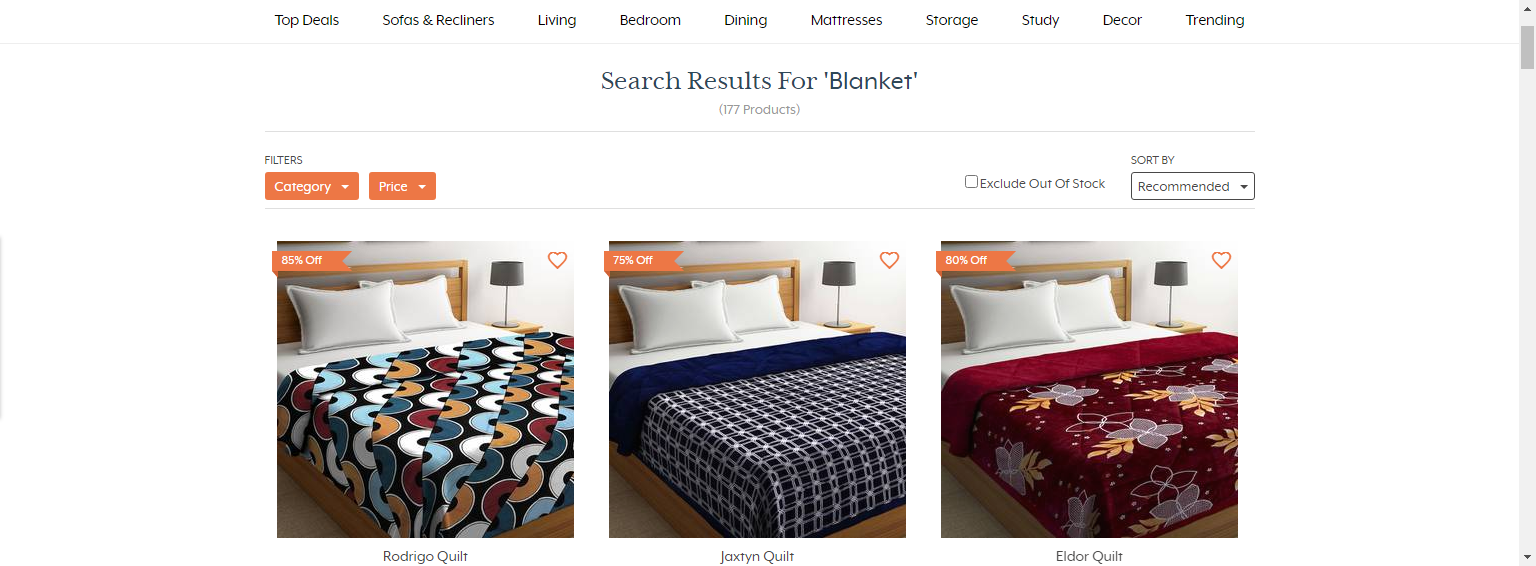 Top Deals Sofas & Recliners Living Bedroom Dining Mattresses Storage Study Decor Trending
Search Results For 'Blanket'
(177 Products)
FILTERS SORT BY
Category Price Exclude Out Of Stock Recommended
85% Off 75% Off 80% Off
Rodrigo Quilt Jaxtyn Quilt Eldor Quilt